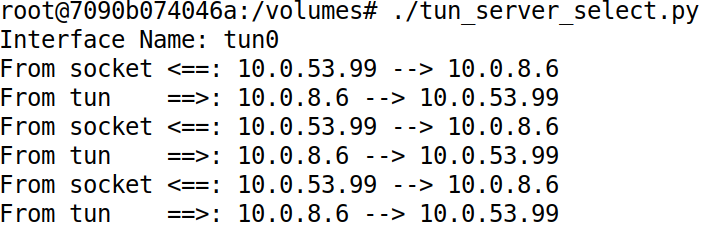 root@7090b074046a:/volumes# ./tun_server_select.py
Interface Name: tun0
From socket <==: 10.0.53.99 --> 10.0.8.6
From tun    ==>: 10.0.8.6 --> 10.0.53.99
From socket <==: 10.0.53.99 --> 10.0.8.6
From tun    ==>: 10.0.8.6 --> 10.0.53.99
From socket <==: 10.0.53.99 --> 10.0.8.6
From tun    ==>: 10.0.8.6 --> 10.0.53.99